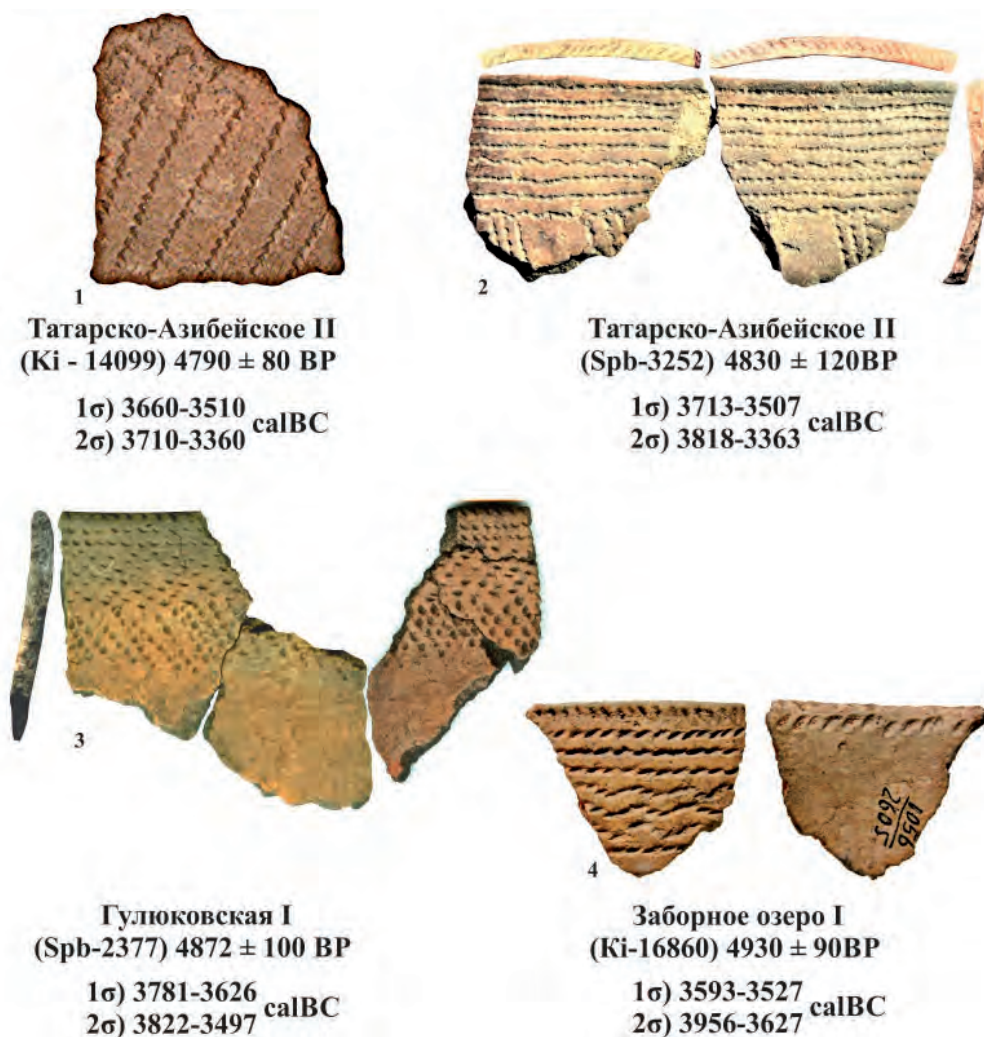 1
Татарско-Азибейское II
(Ki - 14099) 4790 ± 80 BP
1σ) 3660-3510
2σ) 3710-3360
calBC
2
Татарско-Азибейское II
(Spb-3252) 4830 ± 120BP
1σ) 3713-3507
2σ) 3818-3363
calBC
3
Гулюковская I
(Spb-2377) 4872 ± 100 BP
1σ) 3781-3626
2σ) 3822-3497
calBC
4
1056
2605
Заборное озеро I
(Ki-16860) 4930 ± 90BP
1σ) 3593-3527
2σ) 3956-3627
calBC